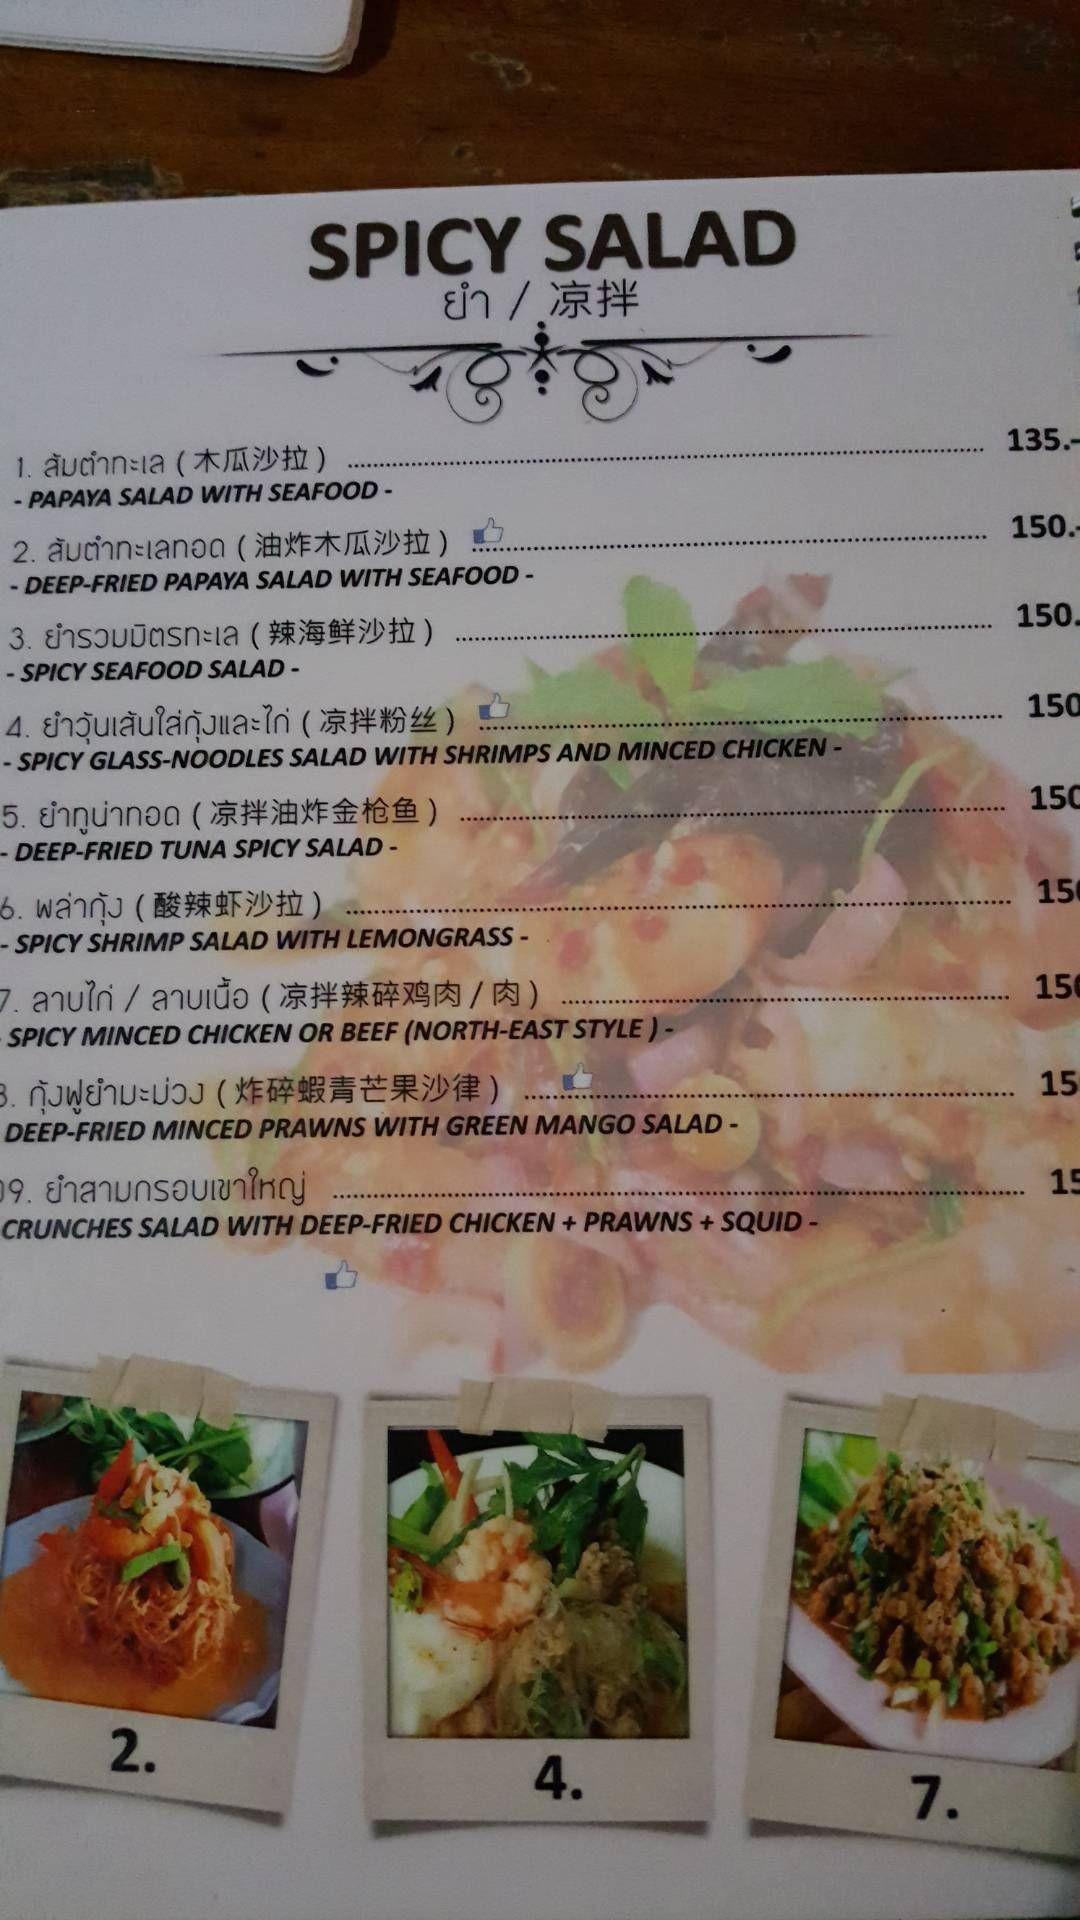 SPICY SALAD
ยำ / 凉拌
1. ส้มตำทะเล ( 木瓜沙拉 ) 135.-
- PAPAYA SALAD WITH SEAFOOD -
2. ส้มตำทะเลทอด ( 油炸木瓜沙拉 ) 150.-
- DEEP-FRIED PAPAYA SALAD WITH SEAFOOD -
3. ยำรวมมิตรทะเล ( 辣海鲜沙拉 ) 150.
- SPICY SEAFOOD SALAD -
4. ยำวุ้นเส้นใส่กุ้งและไก่ ( 凉拌粉丝 ) 150
- SPICY GLASS-NOODLES SALAD WITH SHRIMPS AND MINCED CHICKEN -
5. ยำทูน่าทอด ( 凉拌油炸金枪鱼 ) 150
- DEEP-FRIED TUNA SPICY SALAD -
6. พล่ากุ้ง ( 酸辣虾沙拉 ) 150
- SPICY SHRIMP SALAD WITH LEMONGRASS -
7. ลาบไก่ / ลาบเนื้อ ( 凉拌辣碎鸡肉 / 肉 ) 150
- SPICY MINCED CHICKEN OR BEEF (NORTH-EAST STYLE ) -
8. กุ้งฟูยำมะม่วง ( 炸碎蝦青芒果沙律 ) 15
DEEP-FRIED MINCED PRAWNS WITH GREEN MANGO SALAD -
09. ยำสามกรอบเขาใหญ่ 15
CRUNCHES SALAD WITH DEEP-FRIED CHICKEN + PRAWNS + SQUID -
2.
4.
7.